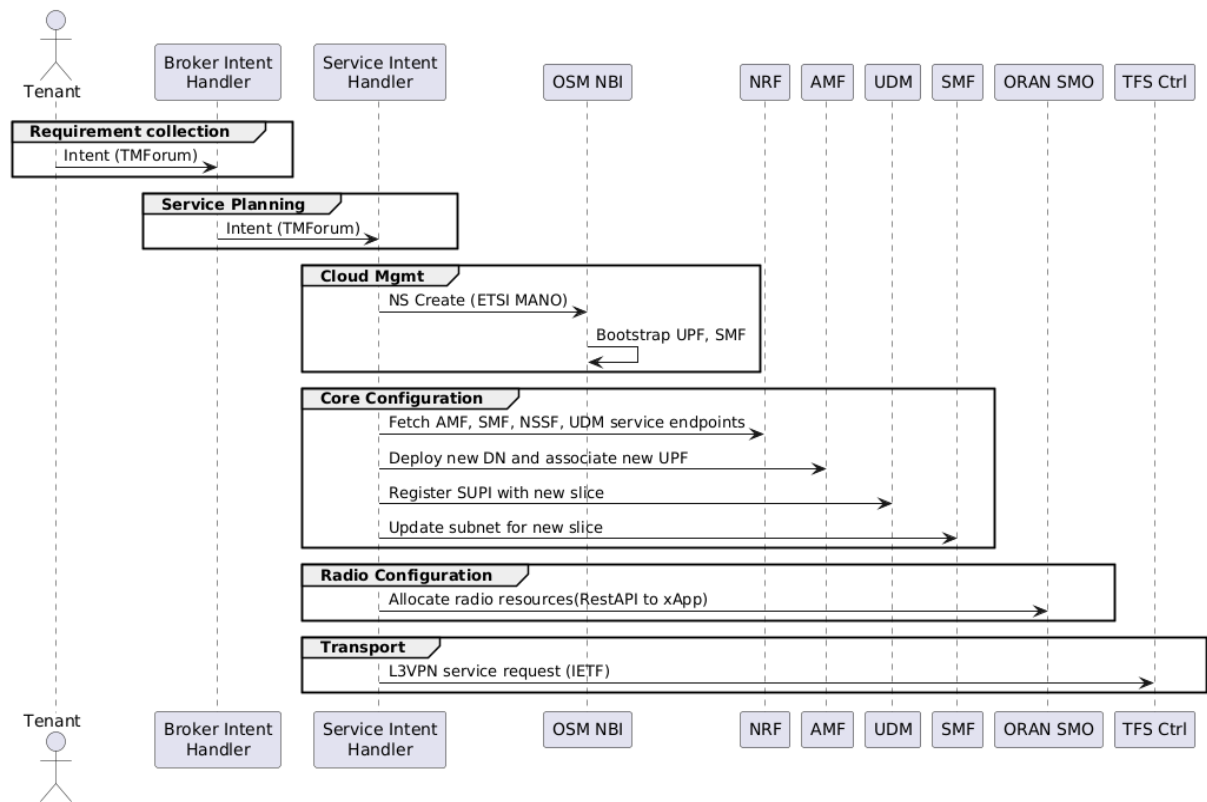 Tenant
Broker Intent
Handler
Service Intent
Handler
OSM NBI
NRF
AMF
UDM
SMF
ORAN SMO
TFS Ctrl
Requirement collection
Intent (TMForum)
Service Planning
Intent (TMForum)
Cloud Mgmt
NS Create (ETSI MANO)
Bootstrap UPF, SMF
Core Configuration
Fetch AMF, SMF, NSSF, UDM service endpoints
Deploy new DN and associate new UPF
Register SUPI with new slice
Update subnet for new slice
Radio Configuration
Allocate radio resources(RestAPI to xApp)
Transport
L3VPN service request (IETF)
Tenant
Broker Intent
Handler
Service Intent
Handler
OSM NBI
NRF
AMF
UDM
SMF
ORAN SMO
TFS Ctrl